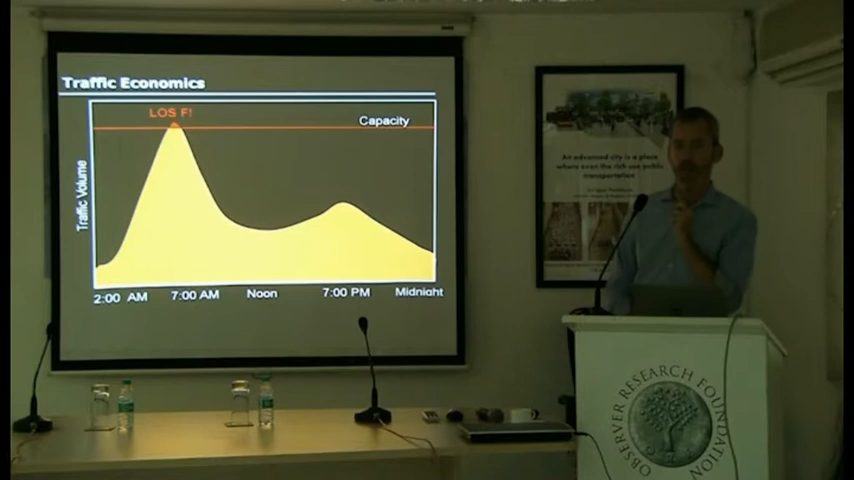 Traffic Economics
LOS F!
Capacity
Traffic Volume
2:00 AM
7:00 AM
Noon
7:00 PM
Midnight
An advanced city is a place
where even the rich use public
transportation
OBSERVER RESEARCH FOUNDATION